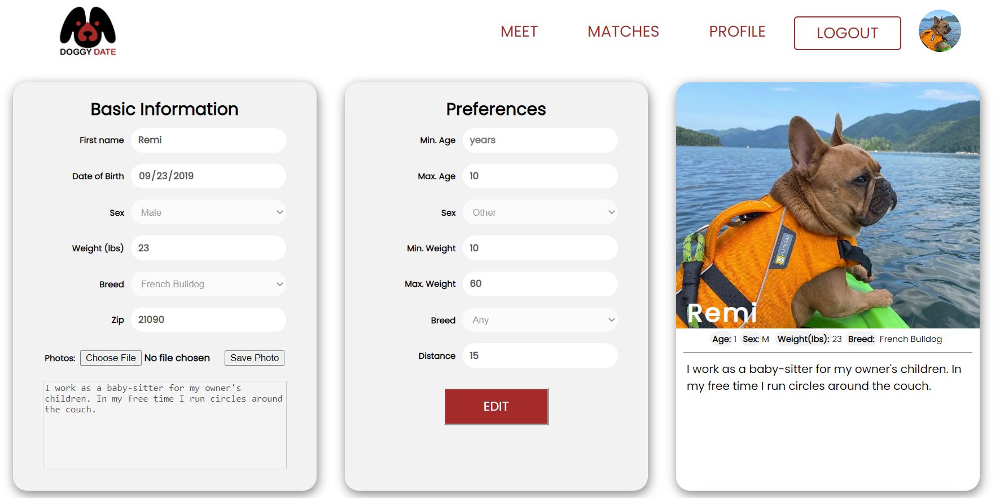 DOGGY DATE
MEET
MATCHES
PROFILE
LOGOUT
Basic Information
First name Remi
Date of Birth 09/23/2019
Sex Male
Weight (lbs) 23
Breed French Bulldog
Zip 21090
Photos: Choose File No file chosen Save Photo
I work as a baby-sitter for my owner's
children. In my free time I run circles around
the couch.
Preferences
Min. Age years
Max. Age 10
Sex Other
Min. Weight 10
Max. Weight 60
Breed Any
Distance 15
EDIT
RUFFWEAR
Remi
Age: 1 Sex: M Weight(lbs): 23 Breed: French Bulldog
I work as a baby-sitter for my owner's children. In
my free time I run circles around the couch.